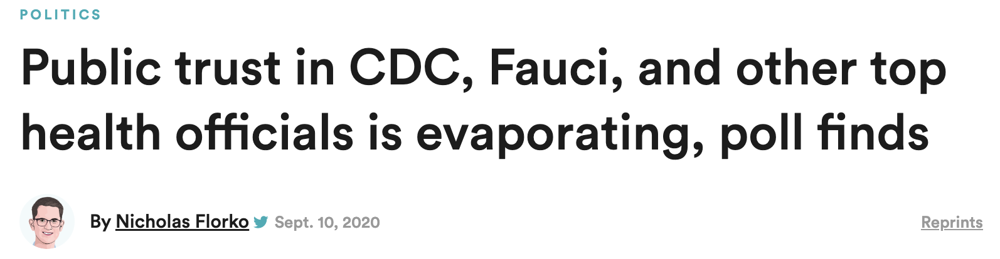 POLITICS
Public trust in CDC, Fauci, and other top
health officials is evaporating, poll finds
By Nicholas Florko Sept. 10, 2020 Reprints